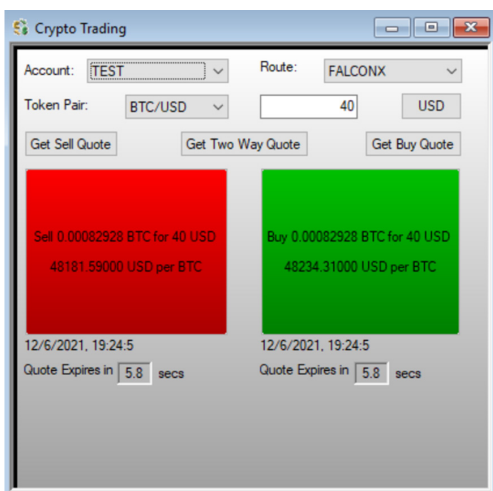 Crypto Trading
Account: TEST Route: FALCONX
Token Pair: BTC/USD 40 USD
Get Sell Quote Get Two Way Quote Get Buy Quote
Sell 0.00082928 BTC for 40 USD Buy 0.00082928 BTC for 40 USD
48181.59000 USD per BTC 48234.31000 USD per BTC
12/6/2021, 19:24:5 12/6/2021, 19:24:5
Quote Expires in 5.8 secs Quote Expires in 5.8 secs